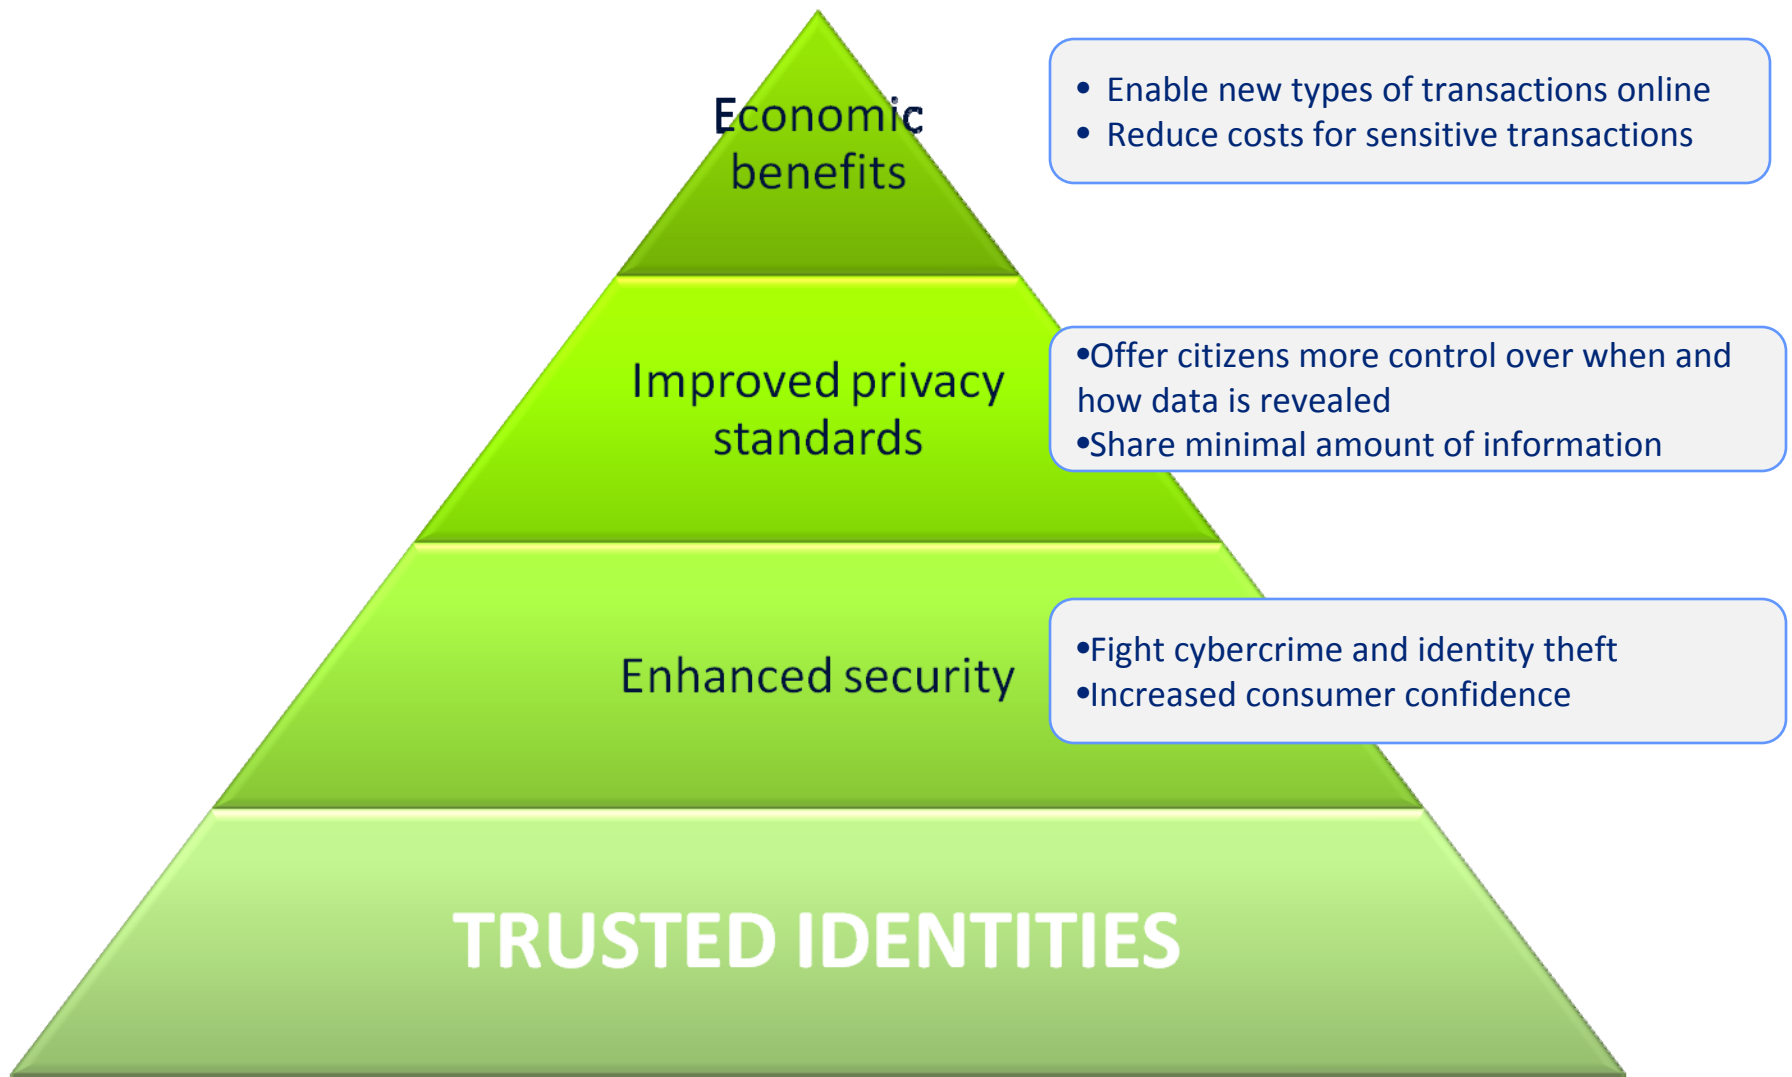 Economic
benefits
• Enable new types of transactions online
• Reduce costs for sensitive transactions
Improved privacy
standards
•Offer citizens more control over when and
how data is revealed
•Share minimal amount of information
Enhanced security
•Fight cybercrime and identity theft
•Increased consumer confidence
TRUSTED IDENTITIES